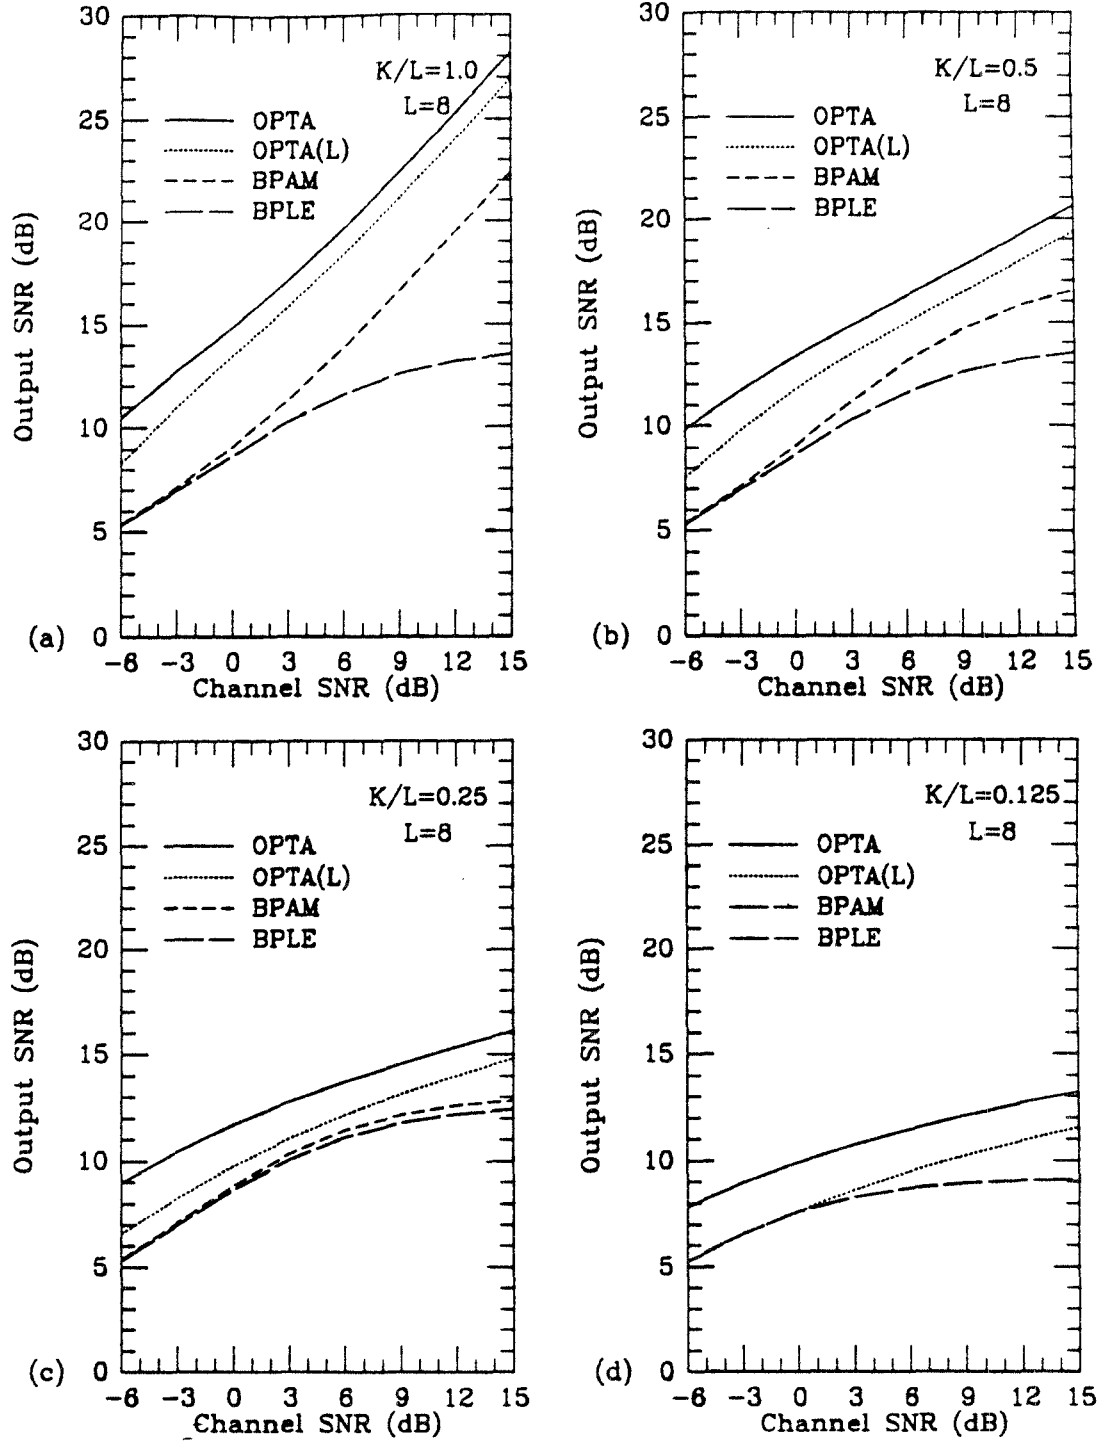 30
25
20
15
10
5
0
Output SNR (dB)
K/L=1.0
L=8
OPTA
OPTA(L)
BPAM
BPLE
(a)
-6 -3 0 3 6 9 12 15
Channel SNR (dB)
30
25
20
15
10
5
0
Output SNR (dB)
K/L=0.5
L=8
OPTA
OPTA(L)
BPAM
BPLE
(b)
-6 -3 0 3 6 9 12 15
Channel SNR (dB)
30
25
20
15
10
5
0
Output SNR (dB)
K/L=0.25
L=8
OPTA
OPTA(L)
BPAM
BPLE
(c)
-6 -3 0 3 6 9 12 15
Channel SNR (dB)
30
25
20
15
10
5
0
Output SNR (dB)
K/L=0.125
L=8
OPTA
OPTA(L)
BPAM
BPLE
(d)
-6 -3 0 3 6 9 12 15
Channel SNR (dB)